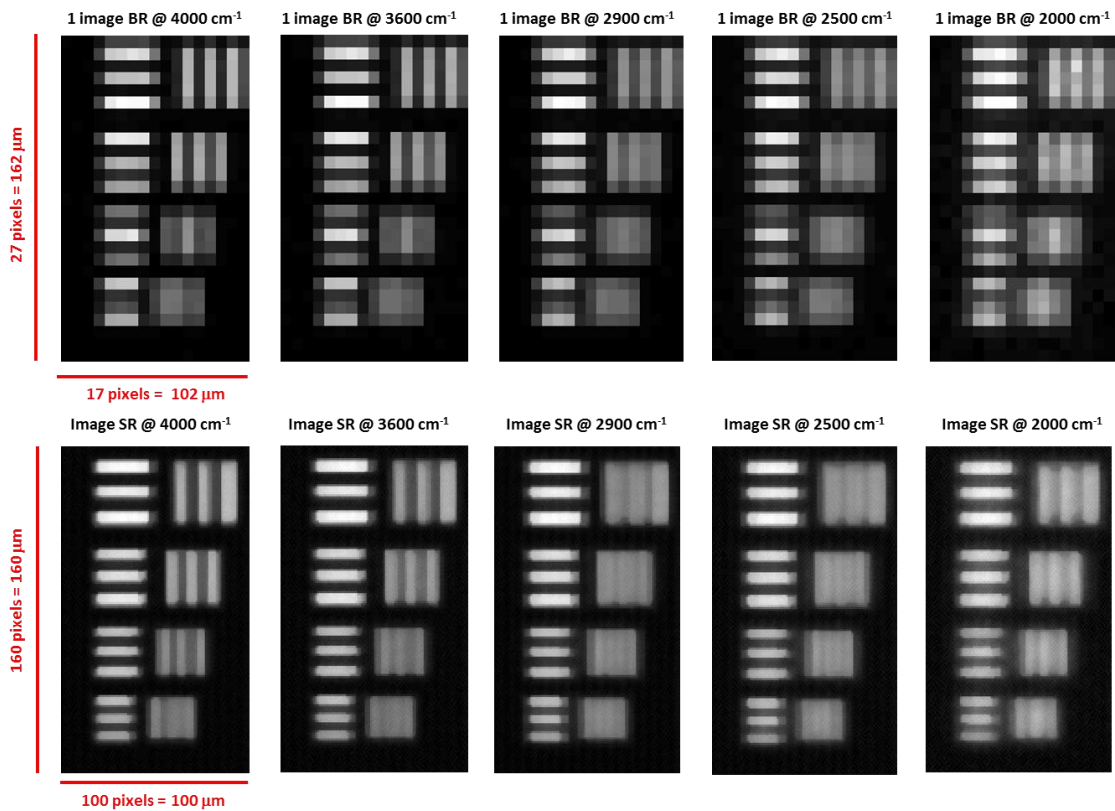 1 image BR @ 4000 cm⁻¹
1 image BR @ 3600 cm⁻¹
1 image BR @ 2900 cm⁻¹
1 image BR @ 2500 cm⁻¹
1 image BR @ 2000 cm⁻¹
27 pixels = 162 µm
17 pixels = 102 µm
Image SR @ 4000 cm⁻¹
Image SR @ 3600 cm⁻¹
Image SR @ 2900 cm⁻¹
Image SR @ 2500 cm⁻¹
Image SR @ 2000 cm⁻¹
160 pixels = 160 µm
100 pixels = 100 µm